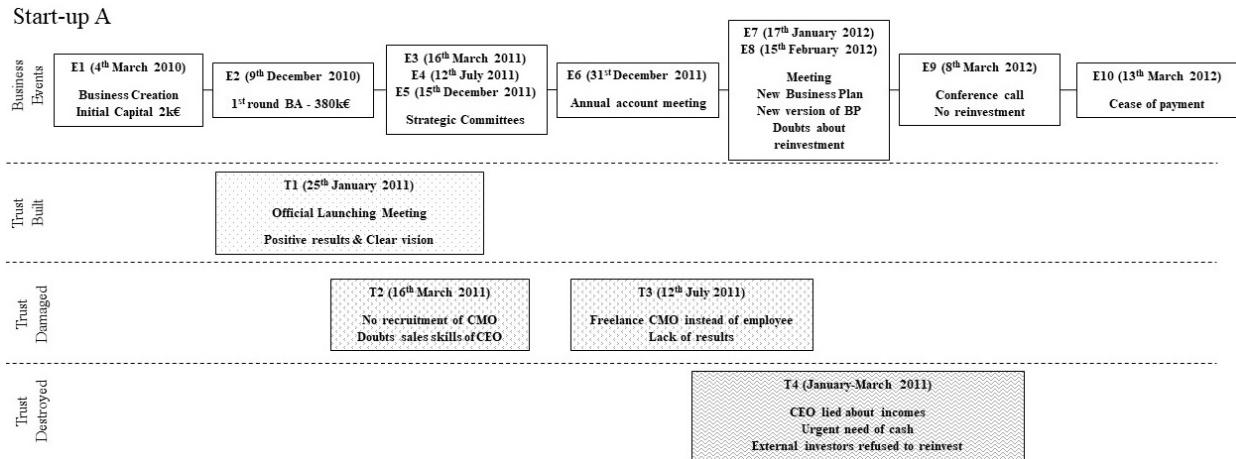 Start-up A
Business
Events
E1 (4th March 2010)
Business Creation
Initial Capital 2k€
E2 (9th December 2010)
1st round BA - 380k€
E3 (16th March 2011)
E4 (12th July 2011)
E5 (15th December 2011)
Strategic Committees
E6 (31st December 2011)
Annual account meeting
E7 (17th January 2012)
E8 (15th February 2012)
Meeting
New Business Plan
New version of BP
Doubts about
reinvestment
E9 (8th March 2012)
Conference call
No reinvestment
E10 (13th March 2012)
Cease of payment
Trust
Built
T1 (25th January 2011)
Official Launching Meeting
Positive results & Clear vision
Trust
Damaged
T2 (16th March 2011)
No recruitment of CMO
Doubts sales skills of CEO
T3 (12th July 2011)
Freelance CMO instead of employee
Lack of results
Trust
Destroyed
T4 (January-March 2011)
CEO lied about incomes
Urgent need of cash
External investors refused to reinvest